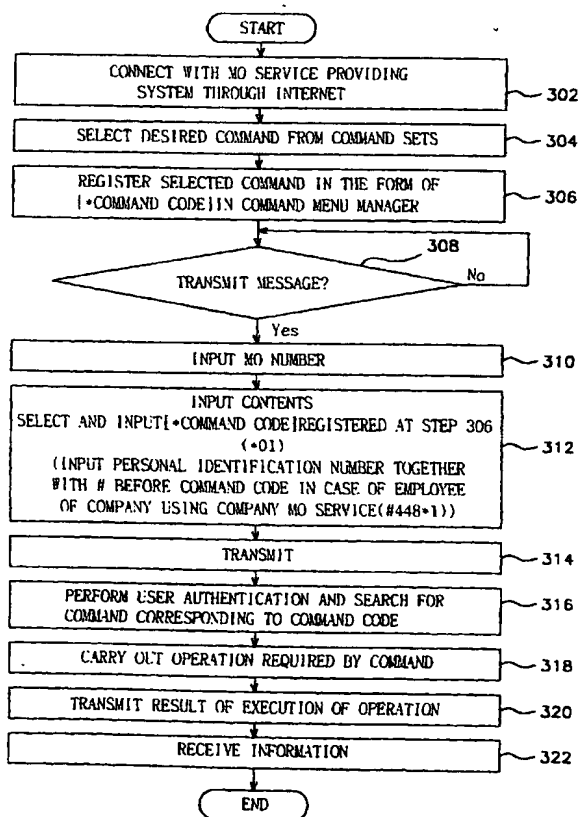 START
CONNECT WITH MO SERVICE PROVIDING
SYSTEM THROUGH INTERNET
302
SELECT DESIRED COMMAND FROM COMMAND SETS
304
REGISTER SELECTED COMMAND IN THE FORM OF
[*COMMAND CODE]IN COMMAND MENU MANAGER
306
308
TRANSMIT MESSAGE?
No
Yes
INPUT MO NUMBER
310
INPUT CONTENTS
SELECT AND INPUT[*COMMAND CODE]REGISTERED AT STEP 306
(*01)
(INPUT PERSONAL IDENTIFICATION NUMBER TOGETHER
WITH # BEFORE COMMAND CODE IN CASE OF EMPLOYEE
OF COMPANY USING COMPANY MO SERVICE(#448*1))
312
TRANSMIT
314
PERFORM USER AUTHENTICATION AND SEARCH FOR
COMMAND CORRESPONDING TO COMMAND CODE
316
CARRY OUT OPERATION REQUIRED BY COMMAND
318
TRANSMIT RESULT OF EXECUTION OF OPERATION
320
RECEIVE INFORMATION
322
END